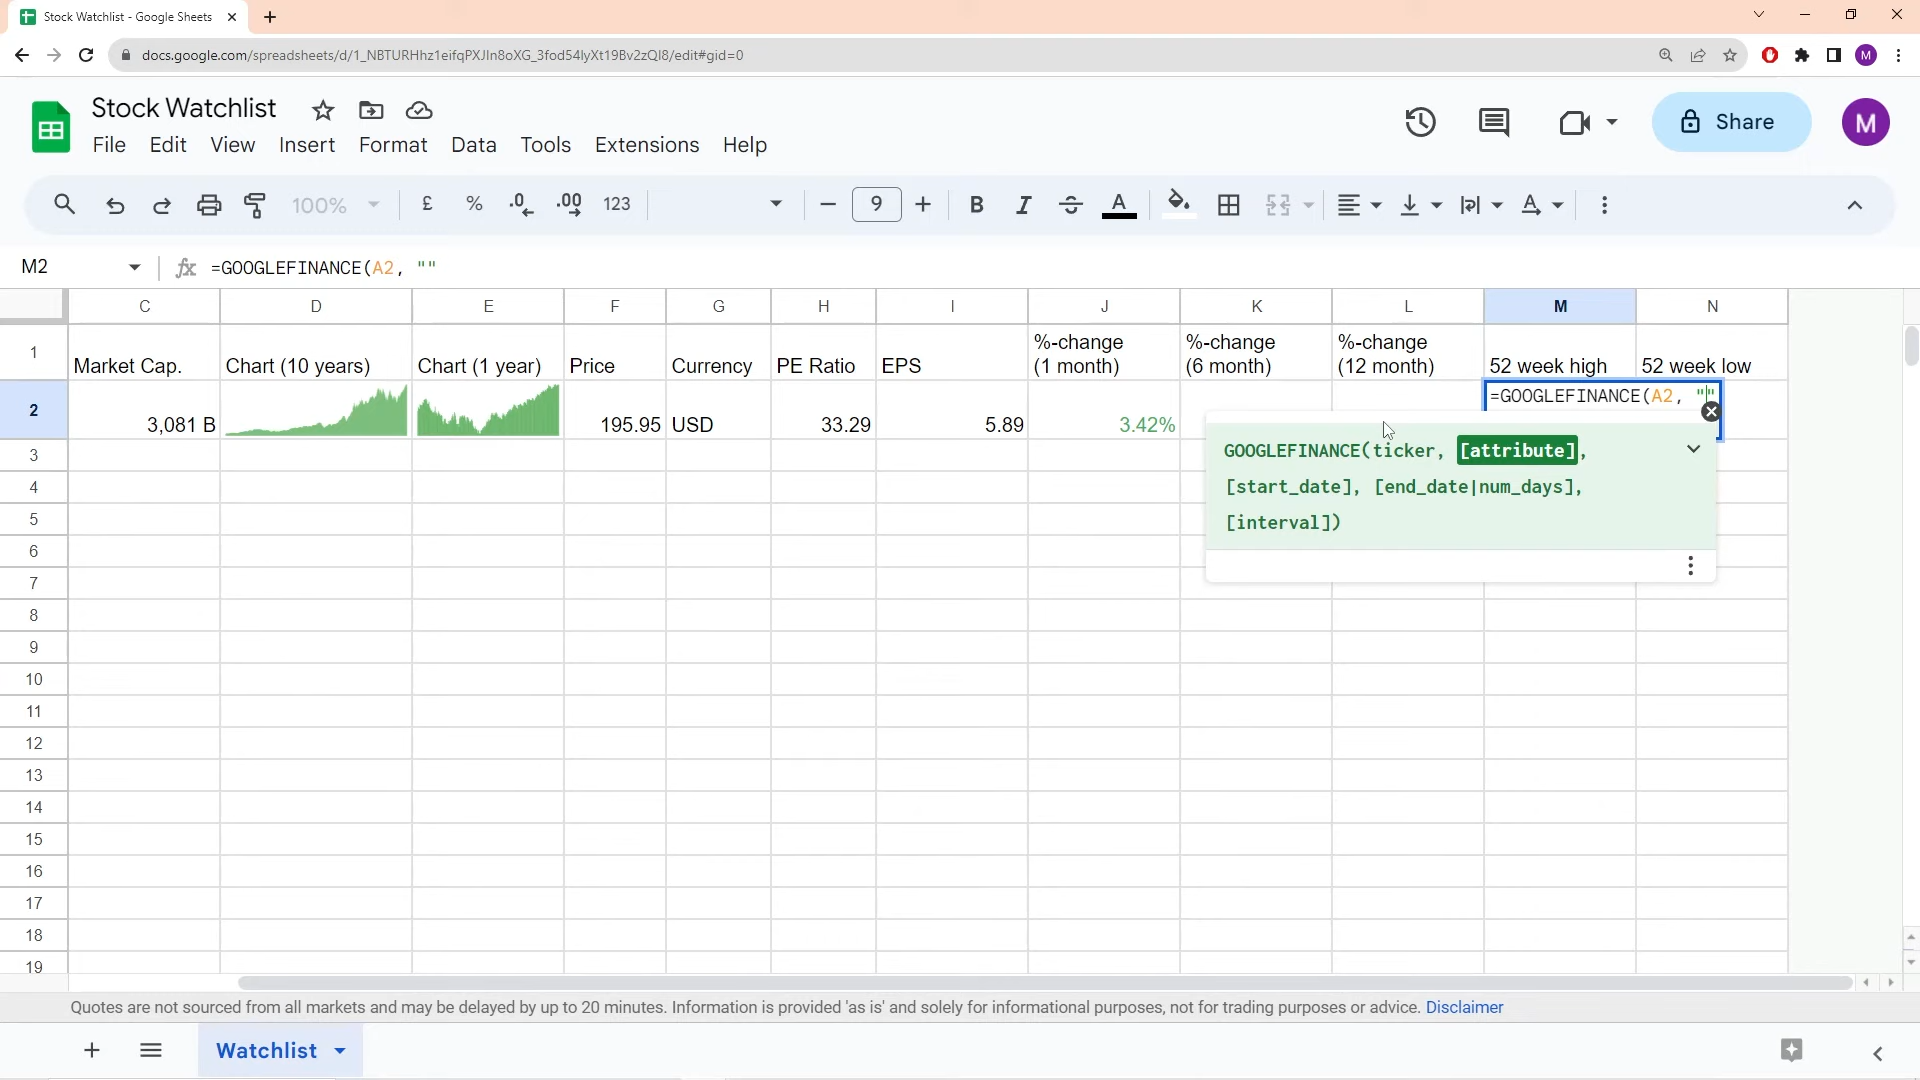 Stock Watchlist - Google Sheets
docs.google.com/spreadsheets/d/1_NBTURHhz1eifqPXJIn8oXG_3fod54lyXt19Bv2zQI8/edit#gid=0
M
Stock Watchlist
File Edit View Insert Format Data Tools Extensions Help
Share
M
100% £ % .0 .00 123 9 B I S A
M2 fx =GOOGLEFINANCE(A2, ""
C D E F G H I J K L M N
1 Market Cap. Chart (10 years) Chart (1 year) Price Currency PE Ratio EPS %-change (1 month) %-change (6 month) %-change (12 month) 52 week high 52 week low
2 3,081 B 195.95 USD 33.29 5.89 3.42% =GOOGLEFINANCE(A2, ""
GOOGLEFINANCE(ticker, [attribute],
[start_date], [end_date|num_days],
[interval])
3
4
5
6
7
8
9
10
11
12
13
14
15
16
17
18
19
Quotes are not sourced from all markets and may be delayed by up to 20 minutes. Information is provided 'as is' and solely for informational purposes, not for trading purposes or advice. Disclaimer
Watchlist